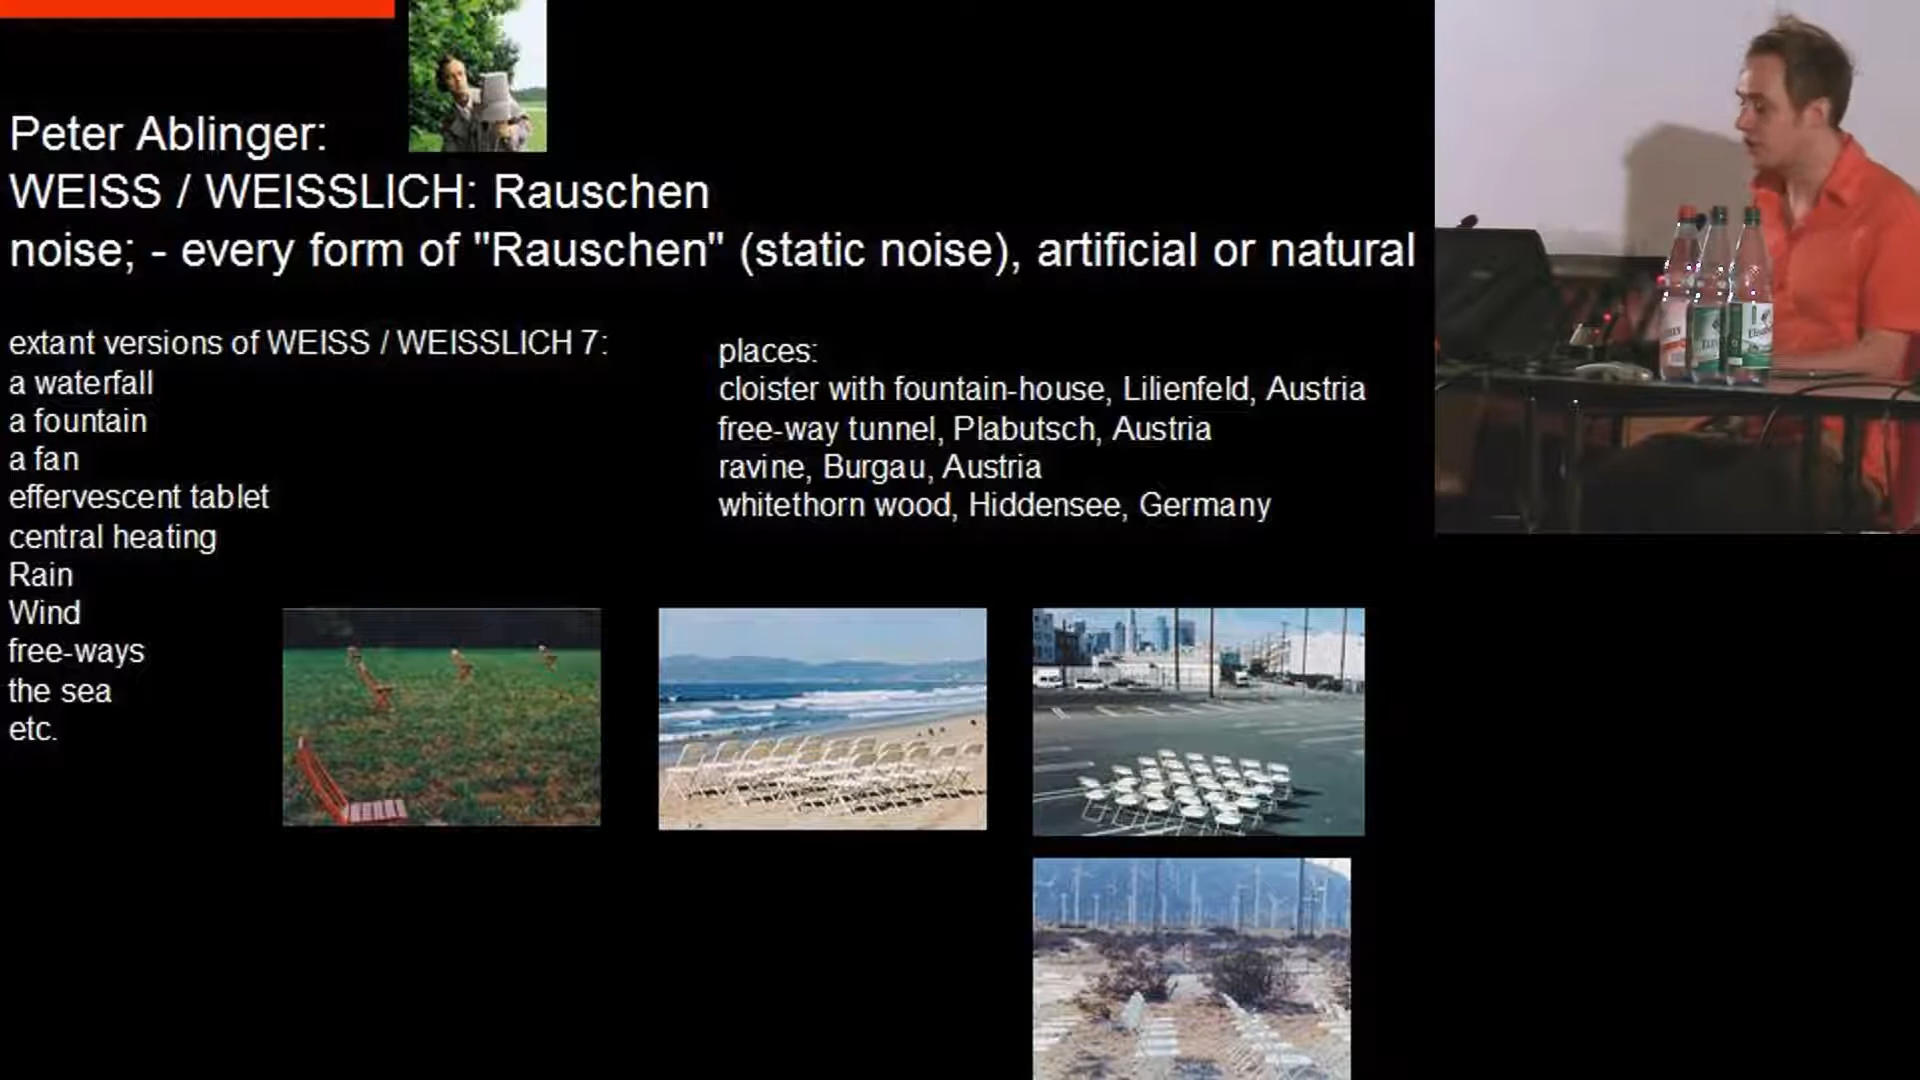 Peter Ablinger:
WEISS / WEISSLICH: Rauschen
noise; - every form of "Rauschen" (static noise), artificial or natural
extant versions of WEISS / WEISSLICH 7:
a waterfall
a fountain
a fan
effervescent tablet
central heating
Rain
Wind
free-ways
the sea
etc.
places:
cloister with fountain-house, Lilienfeld, Austria
free-way tunnel, Plabutsch, Austria
ravine, Burgau, Austria
whitethorn wood, Hiddensee, Germany